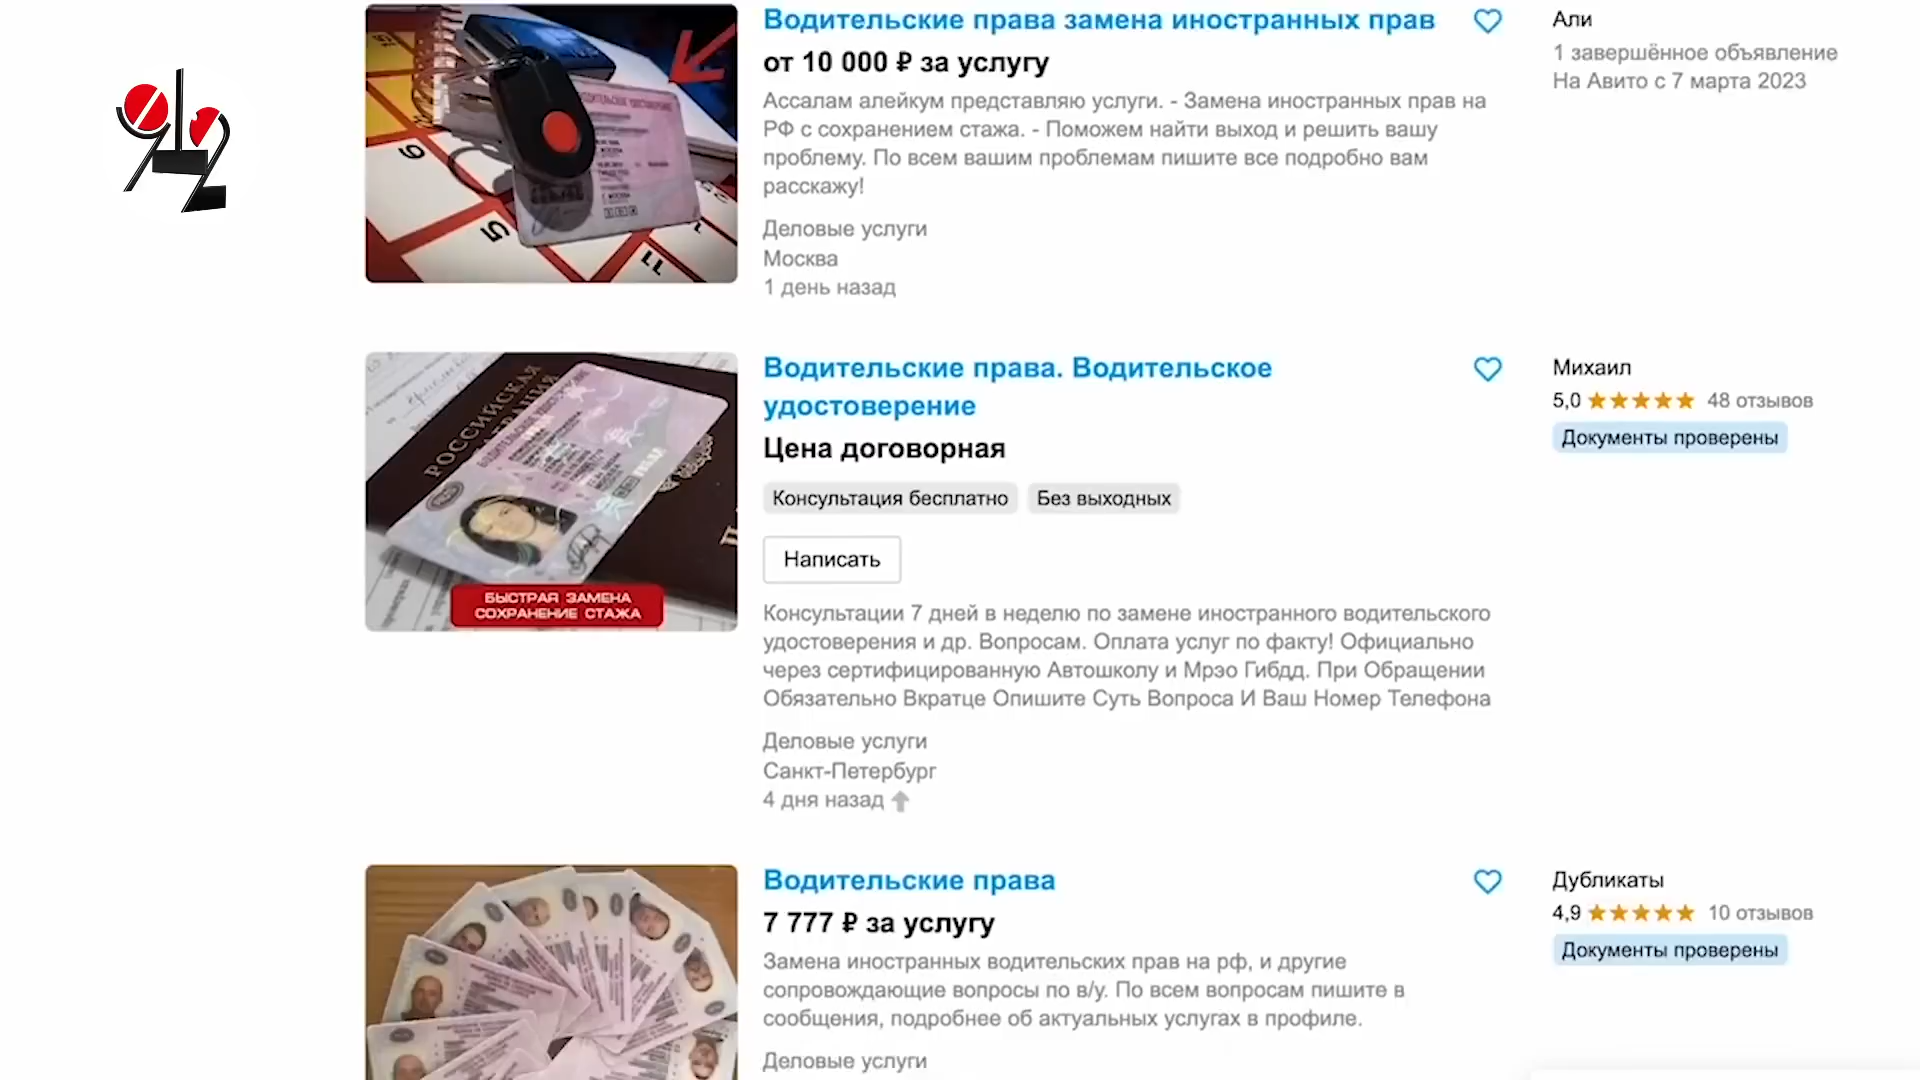 Водительские права замена иностранных прав
от 10 000 ₽ за услугу
Ассалам алейкум представляю услуги. - Замена иностранных прав на
РФ с сохранением стажа. - Поможем найти выход и решить вашу
проблему. По всем вашим проблемам пишите все подробно вам
расскажу!
Деловые услуги
Москва
1 день назад
Али
1 завершённое объявление
На Авито с 7 марта 2023
РОССИЙСКАЯ
БЫСТРАЯ ЗАМЕНА
СОХРАНЕНИЕ СТАЖА
Водительские права. Водительское
удостоверение
Цена договорная
Консультация бесплатно
Без выходных
Написать
Консультации 7 дней в неделю по замене иностранного водительского
удостоверения и др. Вопросам. Оплата услуг по факту! Официально
через сертифицированную Автошколу и Мрэо Гибдд. При Обращении
Обязательно Вкратце Опишите Суть Вопроса И Ваш Номер Телефона
Деловые услуги
Санкт-Петербург
4 дня назад
Михаил
5,0
48 отзывов
Документы проверены
Водительские права
7 777 ₽ за услугу
Замена иностранных водительских прав на рф, и другие
сопровождающие вопросы по в/у. По всем вопросам пишите в
сообщения, подробнее об актуальных услугах в профиле.
Деловые услуги
Дубликаты
4,9
10 отзывов
Документы проверены